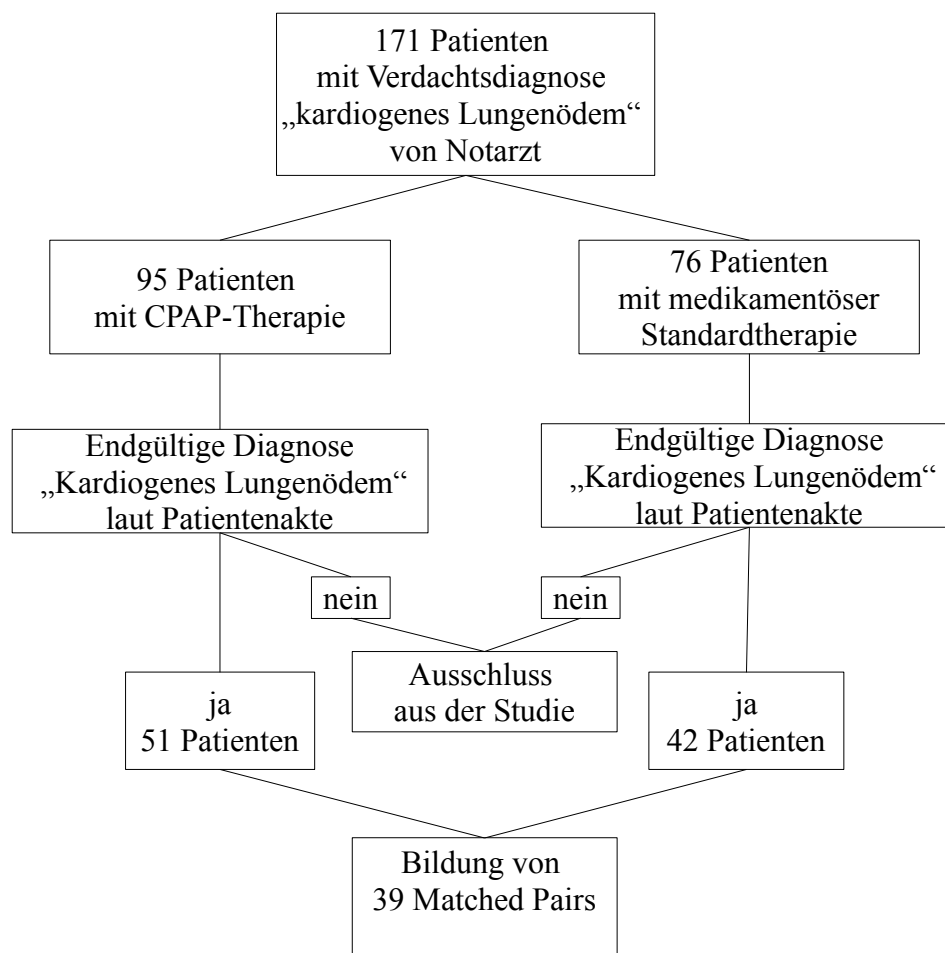 171 Patienten
mit Verdachtsdiagnose
„kardiogenes Lungenödem“
von Notarzt
95 Patienten
mit CPAP-Therapie
76 Patienten
mit medikamentöser
Standardtherapie
Endgültige Diagnose
„Kardiogenes Lungenödem“
laut Patientenakte
Endgültige Diagnose
„Kardiogenes Lungenödem“
laut Patientenakte
nein
nein
Ausschluss
aus der Studie
ja
51 Patienten
ja
42 Patienten
Bildung von
39 Matched Pairs